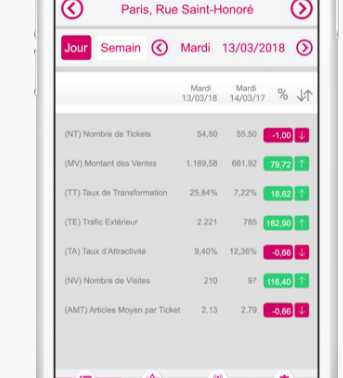 Paris, Rue Saint-Honoré
Jour Semain Mardi 13/03/2018
Mardi 13/03/18 Mardi 14/03/17 %
(NT) Nombre de Tickets 54,50 55,50 -1,00
(MV) Montant des Ventes 1.189,58 661,92 79,72
(TT) Taux de Transformation 25,84% 7,22% 18,62
(TE) Trafic Extérieur 2.221 785 182,90
(TA) Taux d'Attractivité 9,40% 12,36% -0,66
(NV) Nombre de Visites 210 97 116,40
(AMT) Articles Moyen par Ticket 2,13 2,79 -0,66